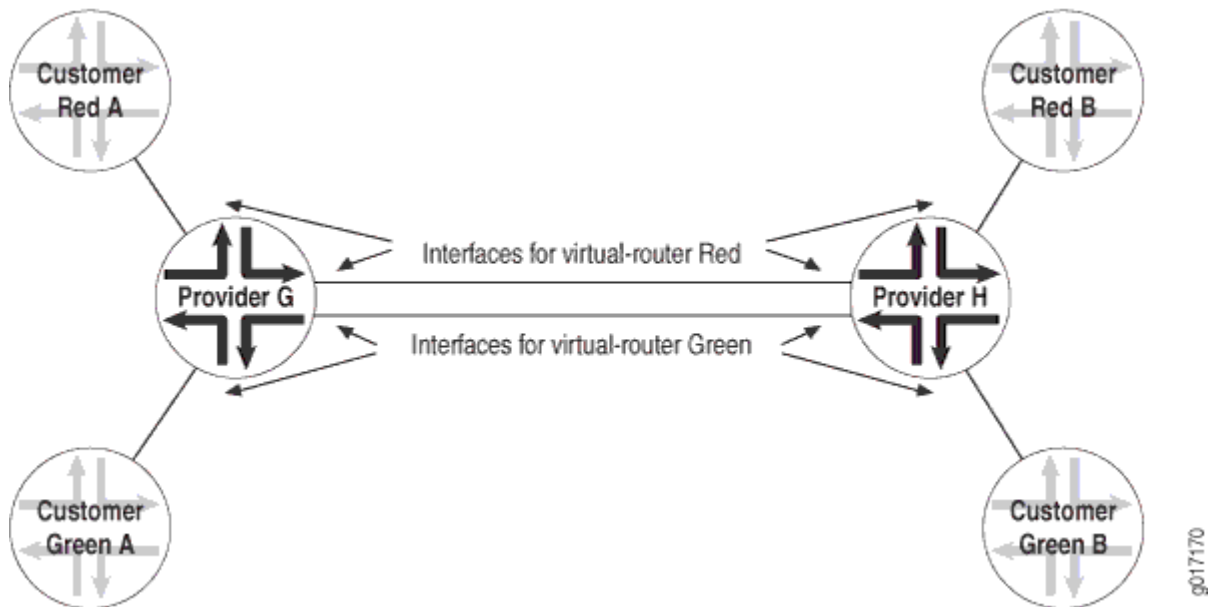 Customer
Red A
Customer
Red B
Interfaces for virtual-router Red
Provider G
Provider H
Interfaces for virtual-router Green
Customer
Green A
Customer
Green B
g017170